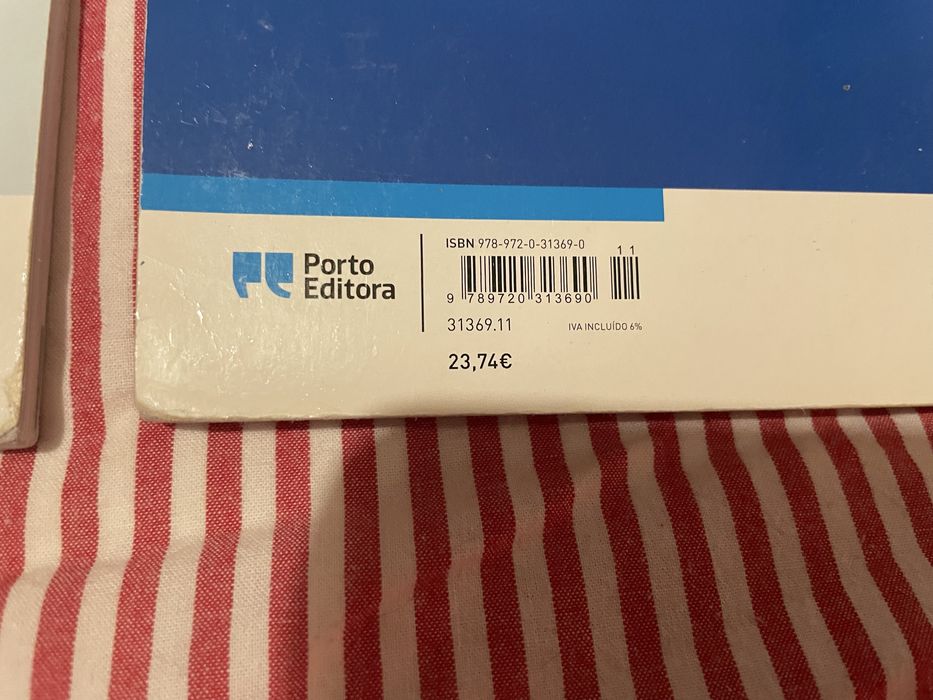 Porto
Editora
ISBN 978-972-0-31369-0
1 1
9 789720 313690
31369.11
IVA INCLUÍDO 6%
23,74€